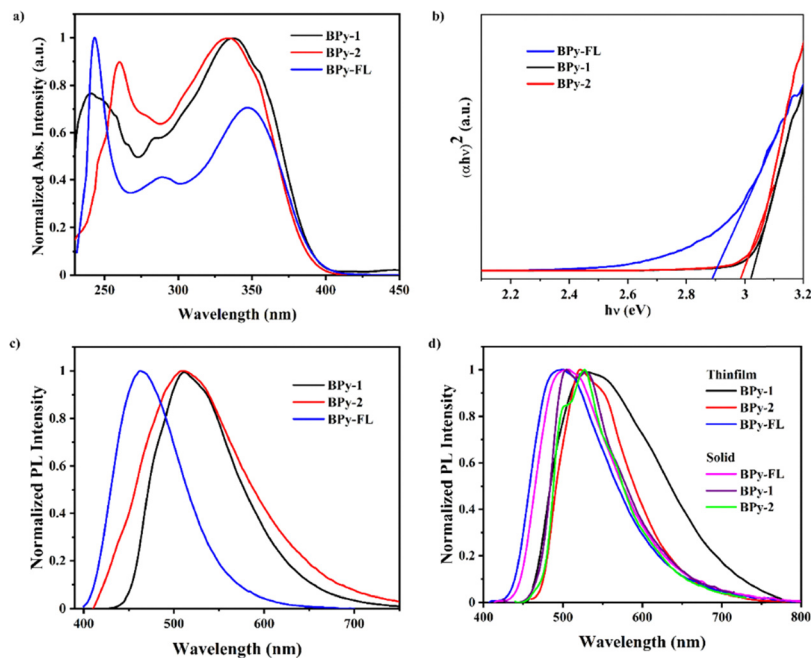 a)
BPy-1
BPy-2
BPy-FL
Normalized Abs. Intensity (a.u.)
1
0.8
0.6
0.4
0.2
0
250
300
350
400
450
Wavelength (nm)
b)
BPy-FL
BPy-1
BPy-2
(αhν)2 (a.u.)
2.2
2.4
2.6
2.8
3
3.2
hν (eV)
c)
BPy-1
BPy-2
BPy-FL
Normalized PL Intensity
1
0.8
0.6
0.4
0.2
0
400
500
600
700
Wavelength (nm)
d)
Thinfilm
BPy-1
BPy-2
BPy-FL
Solid
BPy-FL
BPy-1
BPy-2
Normalized PL Intensity
1
0.8
0.6
0.4
0.2
0
400
500
600
700
800
Wavelength (nm)